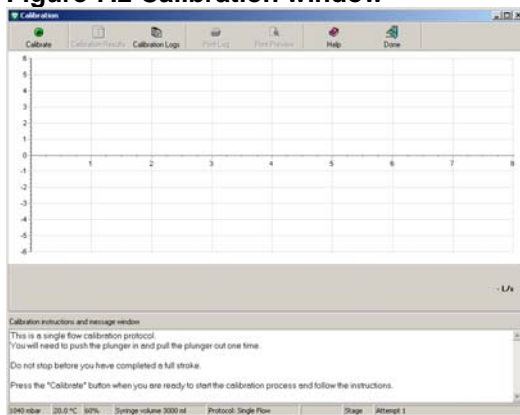 Figure 7.2 Calibration window
Calibration
Calibrate Calibration Results Calibration Logs Print Log Print Preview Help Done
6
5
4
3
2
1
0
1 2 3 4 5 6 7 8
-1
-2
-3
-4
-5
-6
- L/s
Calibration instructions and message window
This is a single flow calibration protocol.
You will need to push the plunger in and pull the plunger out one time.
Do not stop before you have completed a full stroke.
Press the "Calibrate" button when you are ready to start the calibration process and follow the instructions.
1040 mbar 20.0 °C 60% Syringe volume 3000 ml Protocol: Single Flow Stage Attempt 1